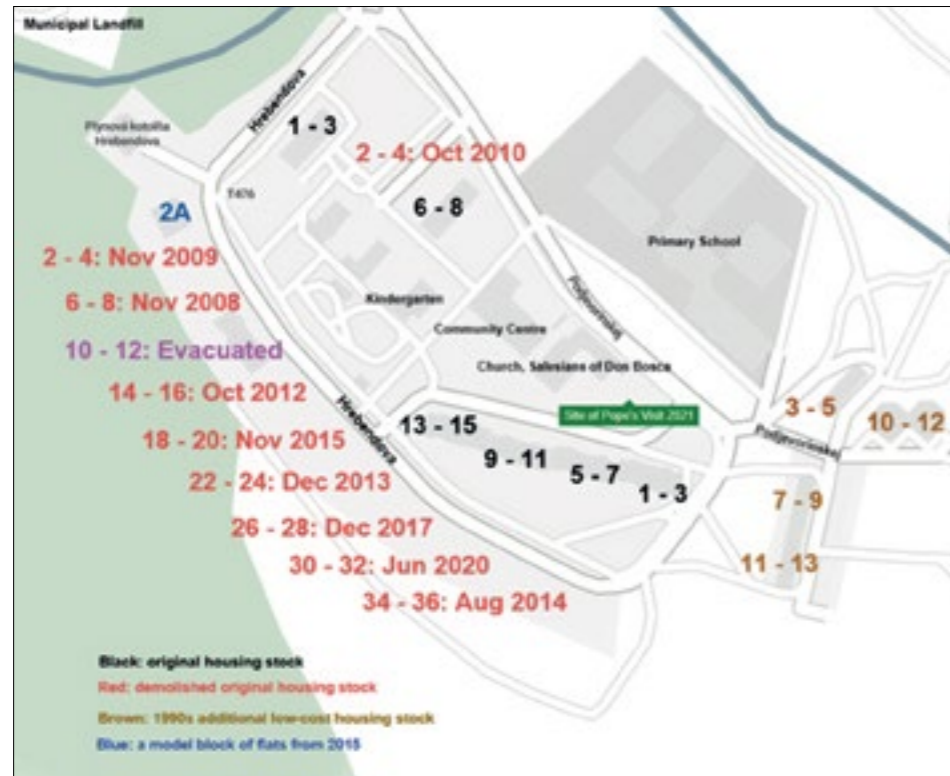 Municipal Landfill
Hrebendova
Plynová kotolňa
Hrebendova
1 - 3
2 - 4: Oct 2010
T476
2A
6 - 8
Primary School
2 - 4: Nov 2009
6 - 8: Nov 2008
Kindergarten
Podjavorinskej
Community Centre
10 - 12: Evacuated
Church, Salesians of Don Bosco
14 - 16: Oct 2012
Hrebendova
Site of Pope's Visit 2021
3 - 5
10 - 12
13 - 15
Podjavorinskej
18 - 20: Nov 2015
9 - 11
5 - 7
1 - 3
22 - 24: Dec 2013
7 - 9
26 - 28: Dec 2017
30 - 32: Jun 2020
11 - 13
34 - 36: Aug 2014
Black: original housing stock
Red: demolished original housing stock
Brown: 1990s additional low-cost housing stock
Blue: a model block of flats from 2015